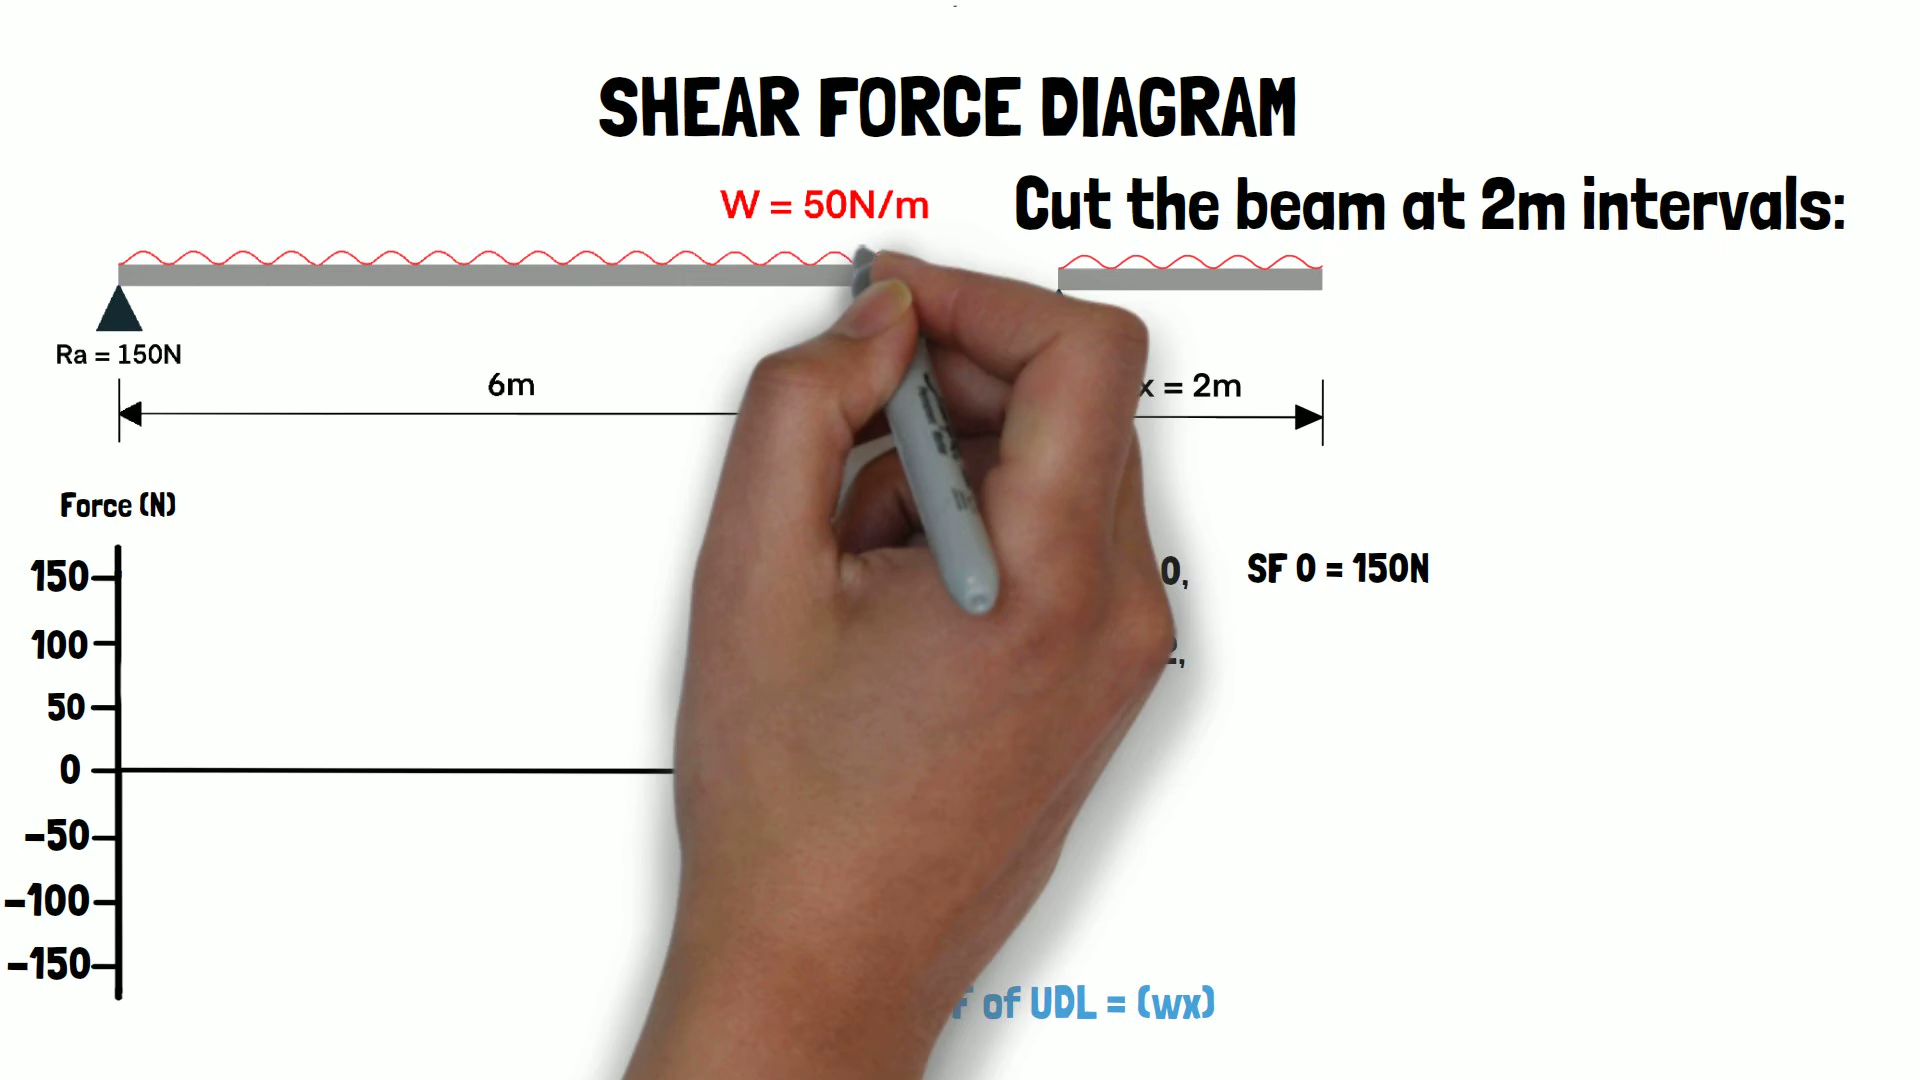 SHEAR FORCE DIAGRAM
W = 50N/m
Cut the beam at 2m intervals:
Ra = 150N
6m
x = 2m
Force (N)
150
100
50
0
-50
-100
-150
0,
SF 0 = 150N
of UDL = (wx)